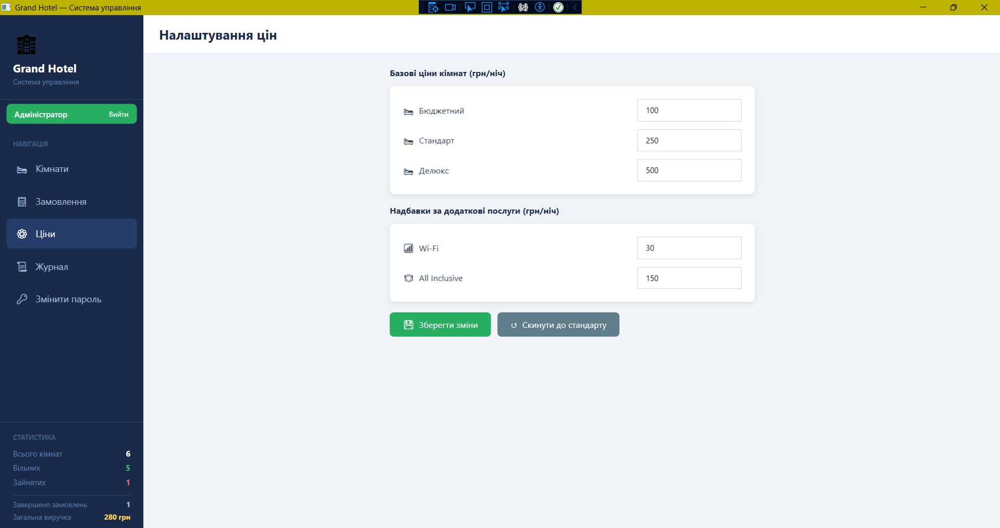 Grand Hotel — Система управління
Grand Hotel
Система управління
Адміністратор Вийти
НАВІГАЦІЯ
Кімнати
Замовлення
Ціни
Журнал
Змінити пароль
СТАТИСТИКА
Всього кімнат 6
Вільних 5
Зайнятих 1
Завершено замовлень 1
Загальна виручка 280 грн
Налаштування цін
Базові ціни кімнат (грн/ніч)
Бюджетний 100
Стандарт 250
Делюкс 500
Надбавки за додаткові послуги (грн/ніч)
Wi-Fi 30
All Inclusive 150
Зберегти зміни
↺ Скинути до стандарту